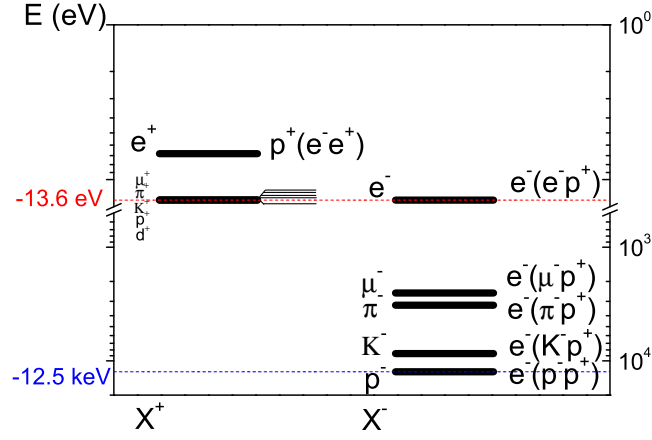 E (eV)
10⁰
e⁺
p⁺(e⁻e⁺)
μ⁺
π⁺
K⁺
p⁺
d⁺
-13.6 eV
e⁻
e⁻(e⁻p⁺)
10³
μ⁻
e⁻(μ⁻p⁺)
π⁻
e⁻(π⁻p⁺)
K⁻
e⁻(K⁻p⁺)
10⁴
-12.5 keV
p⁻
e⁻(p⁻p⁺)
X⁺
X⁻